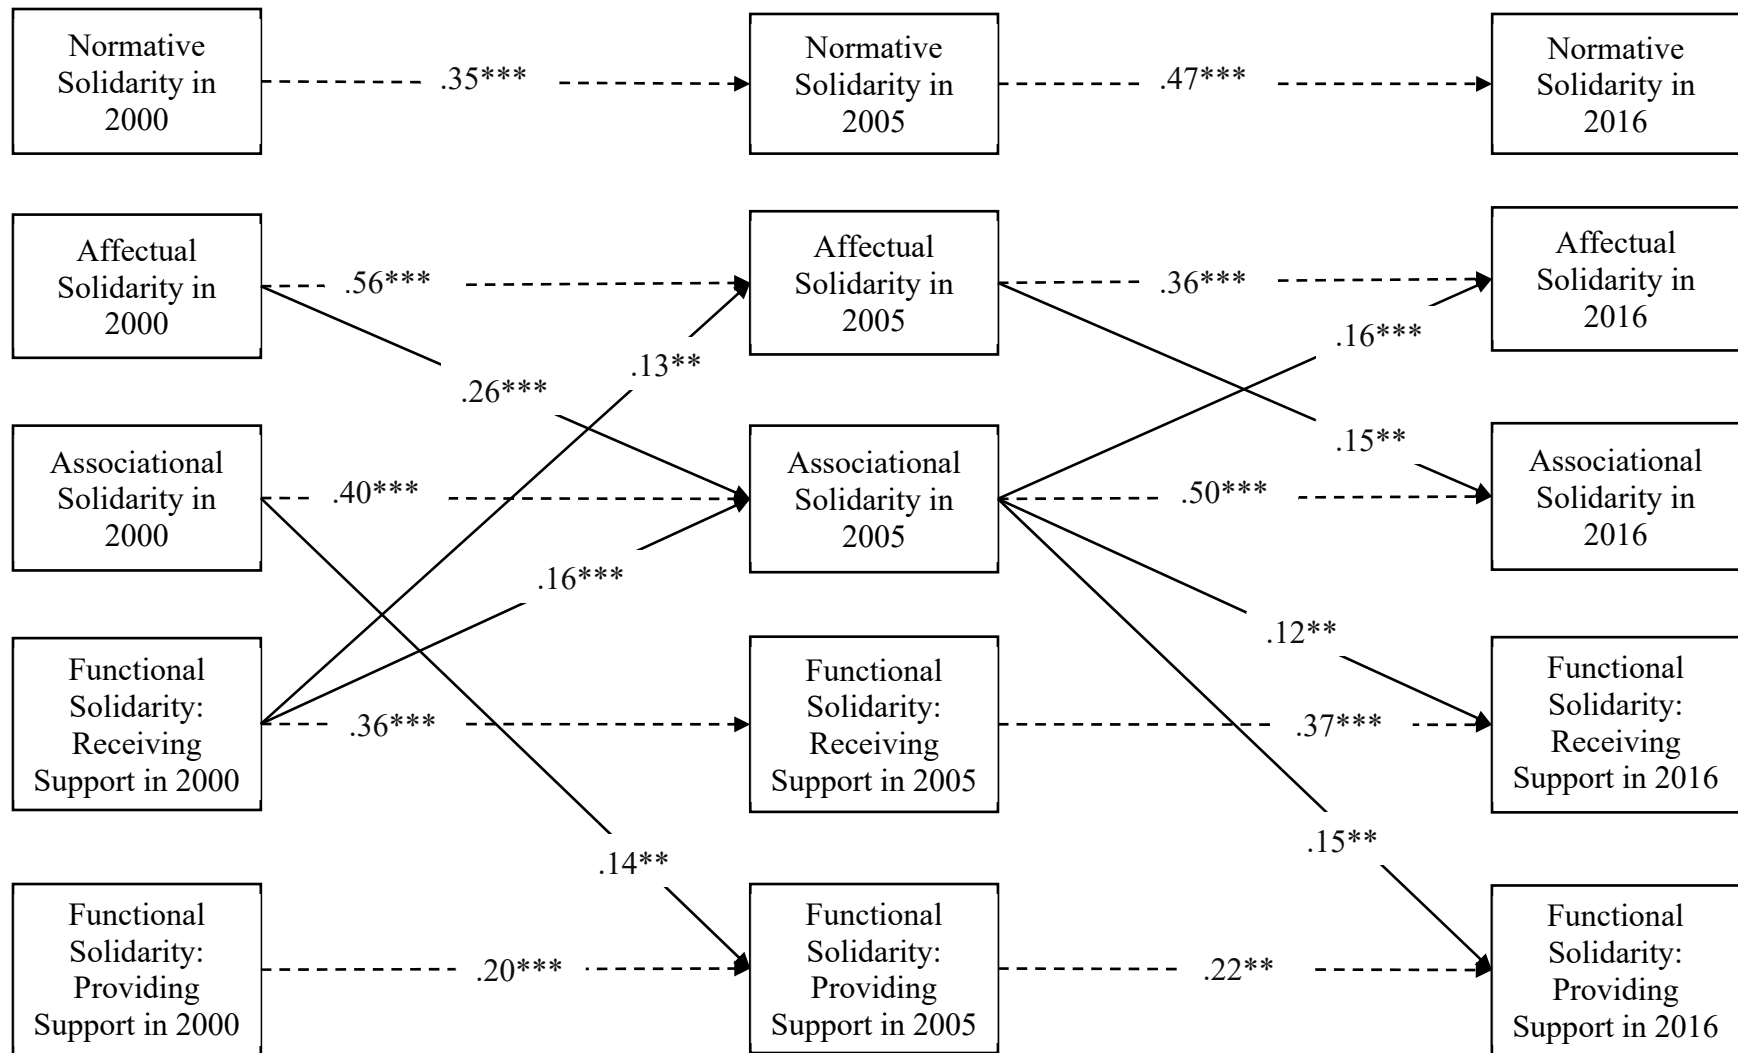 Normative
Solidarity in
2000
.35***
Normative
Solidarity in
2005
.47***
Normative
Solidarity in
2016
Affectual
Solidarity in
2000
.56***
Affectual
Solidarity in
2005
.36***
Affectual
Solidarity in
2016
.13**
.16***
.26***
.15**
Associational
Solidarity in
2000
.40***
Associational
Solidarity in
2005
.50***
Associational
Solidarity in
2016
.16***
.12**
Functional
Solidarity:
Receiving
Support in 2000
.36***
Functional
Solidarity:
Receiving
Support in 2005
.37***
Functional
Solidarity:
Receiving
Support in 2016
.14**
.15**
Functional
Solidarity:
Providing
Support in 2000
.20***
Functional
Solidarity:
Providing
Support in 2005
.22**
Functional
Solidarity:
Providing
Support in 2016